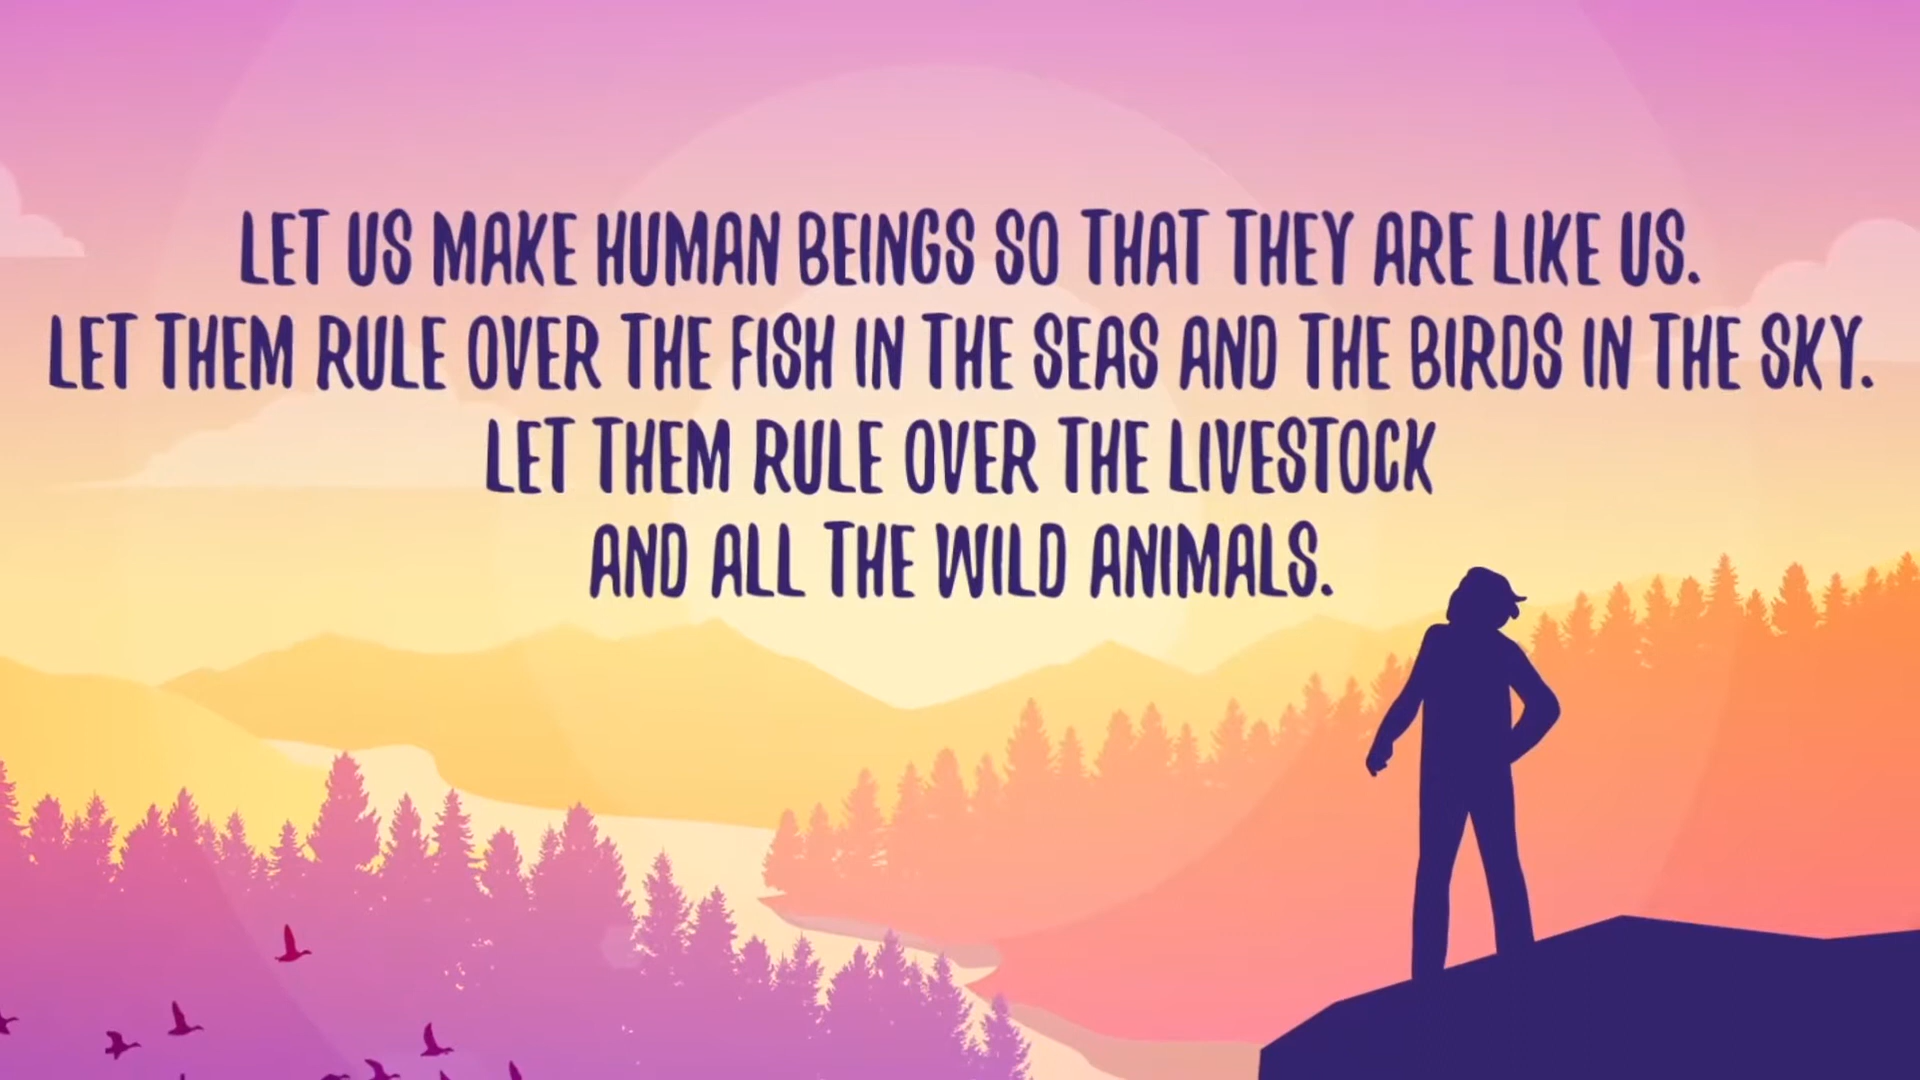 LET US MAKE HUMAN BEINGS SO THAT THEY ARE LIKE US.
LET THEM RULE OVER THE FISH IN THE SEAS AND THE BIRDS IN THE SKY.
LET THEM RULE OVER THE LIVESTOCK
AND ALL THE WILD ANIMALS.